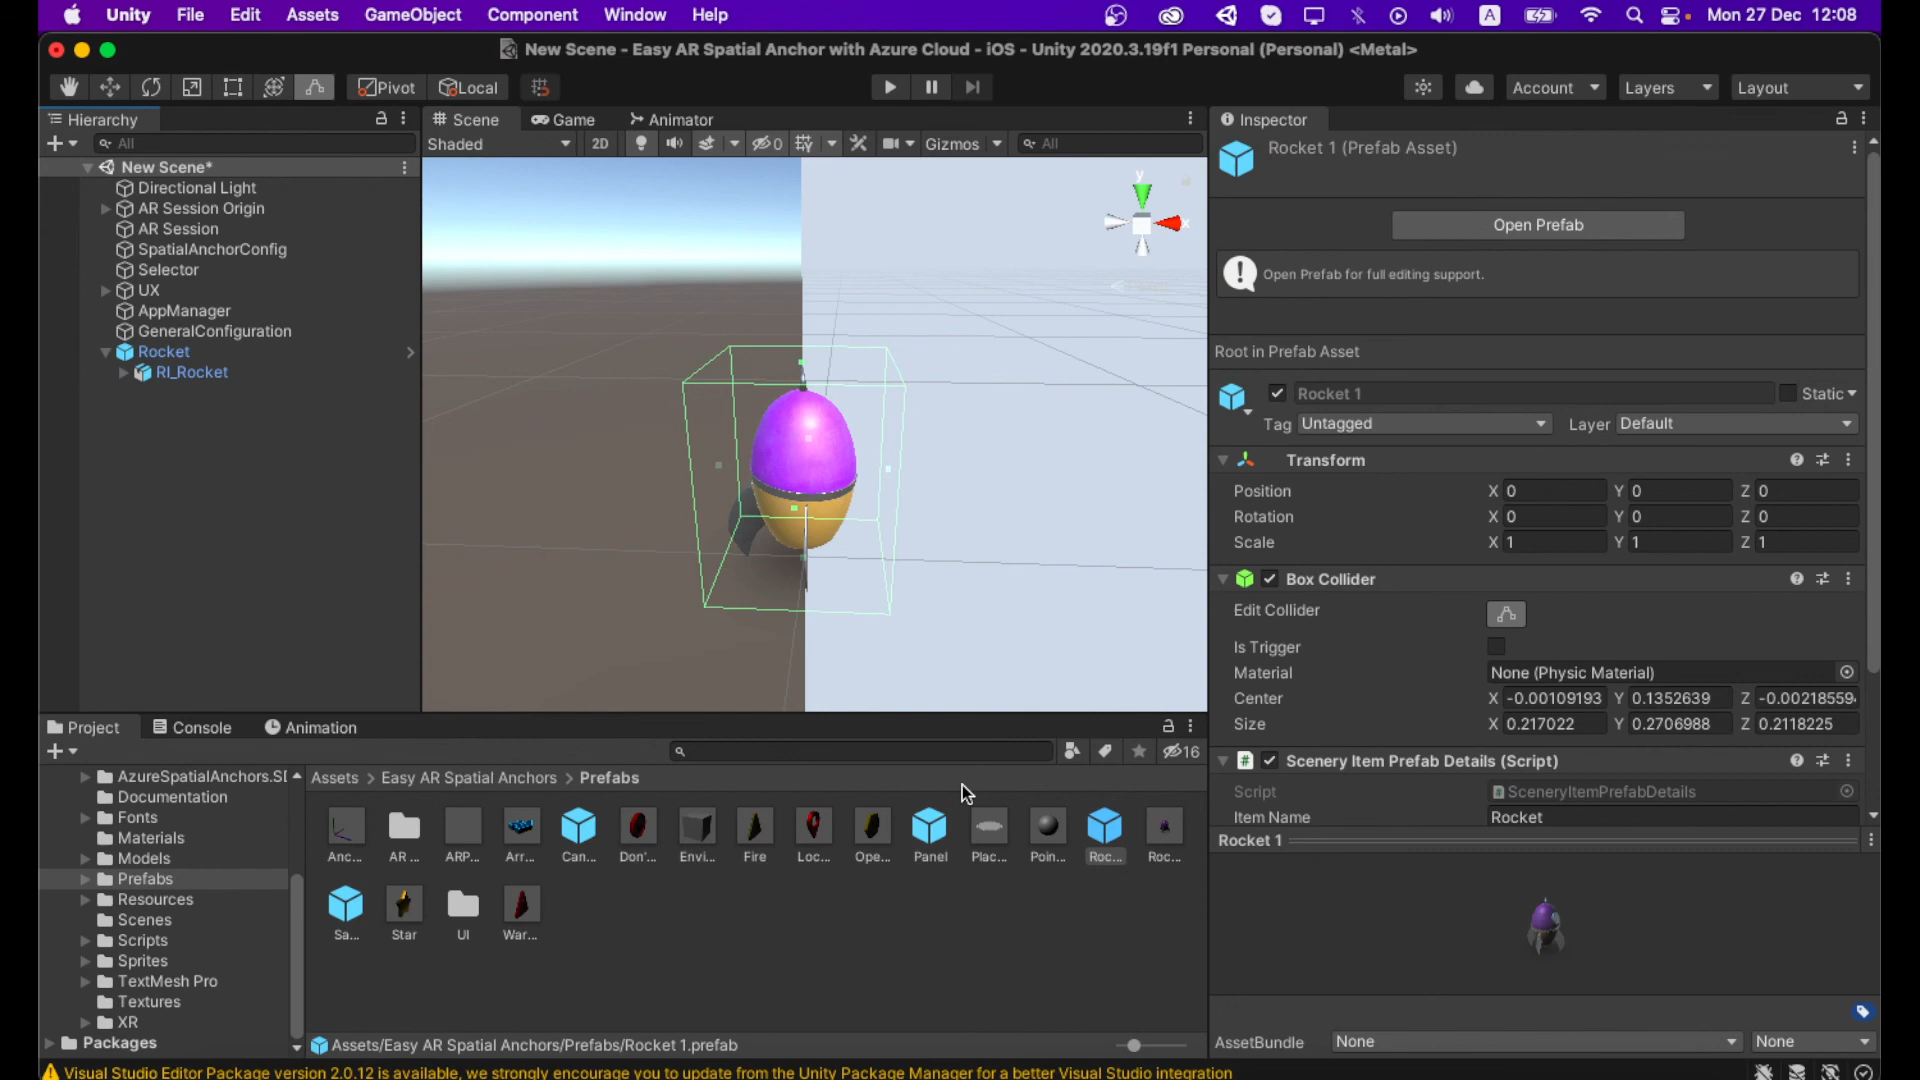 Unity File Edit Assets GameObject Component Window Help A Mon 27 Dec 12:08
New Scene - Easy AR Spatial Anchor with Azure Cloud - iOS - Unity 2020.3.19f1 Personal (Personal) <Metal>
Pivot Local Account Layers Layout
Hierarchy
All
New Scene*
Directional Light
AR Session Origin
AR Session
SpatialAnchorConfig
Selector
UX
AppManager
GeneralConfiguration
Rocket
RI_Rocket
Scene Game Animator
Shaded 2D 0 Gizmos All
y
x
Inspector
Rocket 1 (Prefab Asset)
Open Prefab
Open Prefab for full editing support.
Root in Prefab Asset
Rocket 1 Static
Tag Untagged Layer Default
Transform
Position X 0 Y 0 Z 0
Rotation X 0 Y 0 Z 0
Scale X 1 Y 1 Z 1
Box Collider
Edit Collider
Is Trigger
Material None (Physic Material)
Center X -0.00109193 Y 0.1352639 Z -0.002185594
Size X 0.217022 Y 0.2706988 Z 0.2118225
Scenery Item Prefab Details (Script)
Script SceneryItemPrefabDetails
Item Name Rocket
Rocket 1
AssetBundle None None
Project Console Animation
16
AzureSpatialAnchors.SD
Documentation
Fonts
Materials
Models
Prefabs
Resources
Scenes
Scripts
Sprites
TextMesh Pro
Textures
XR
Packages
Assets > Easy AR Spatial Anchors > Prefabs
Anc... AR ... ARP... Arr... Can... Don'... Envi... Fire Loc... Ope... Panel Plac... Poin... Roc... Roc...
Sa... Star UI War...
Assets/Easy AR Spatial Anchors/Prefabs/Rocket 1.prefab
Visual Studio Editor Package version 2.0.12 is available, we strongly encourage you to update from the Unity Package Manager for a better Visual Studio integration